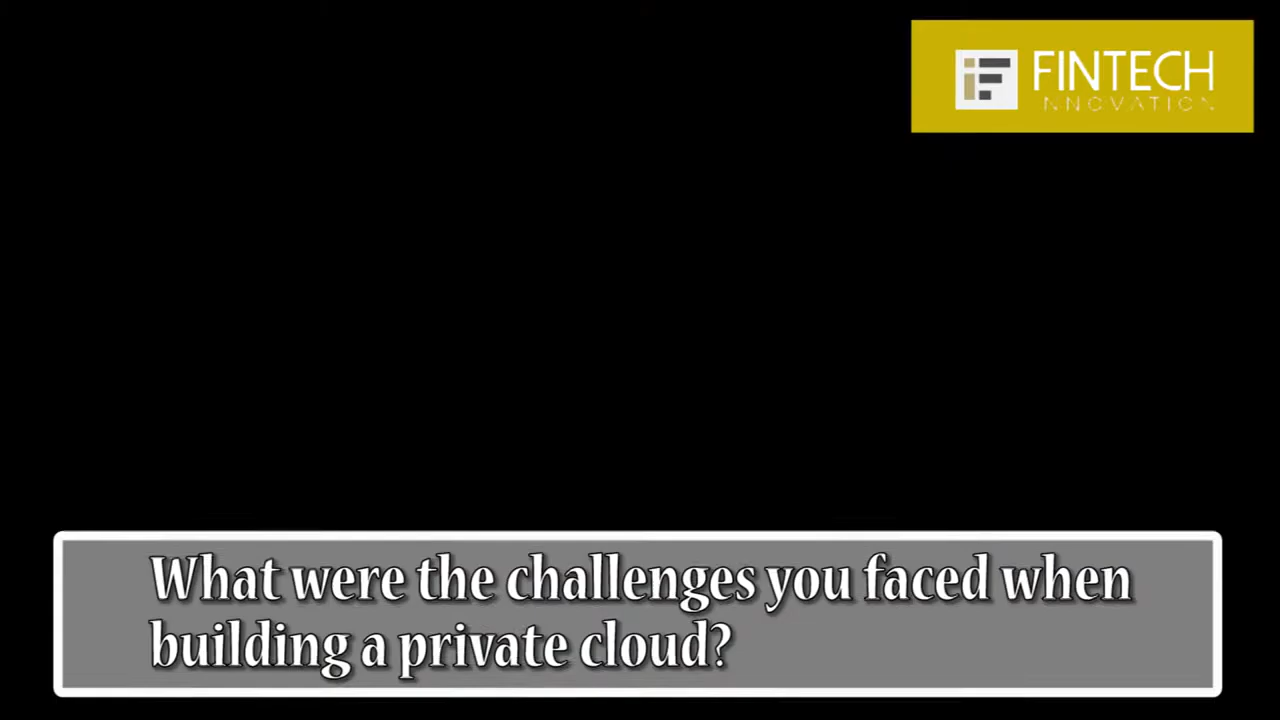 FINTECH
INNOVATION
What were the challenges you faced when
building a private cloud?